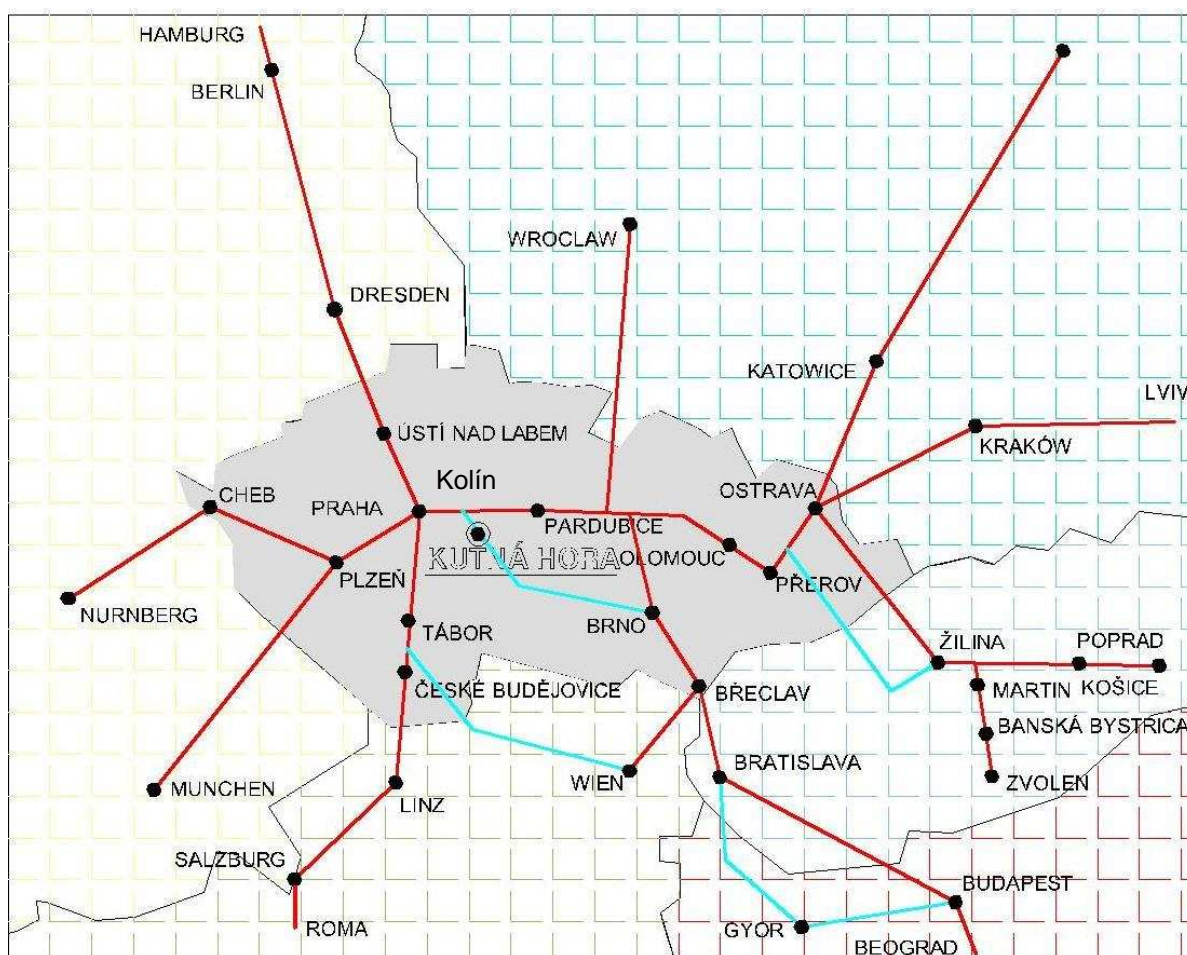 HAMBURG
BERLIN
WROCLAW
DRESDEN
KATOWICE
LVIV
ÚSTÍ NAD LABEM
KRAKÓW
Kolín
CHEB
OSTRAVA
PRAHA
PARDUBICE
KUTNÁ HORA
OLOMOUC
PLZEŇ
PŘEROV
NURNBERG
TÁBOR
BRNO
ŽILINA
POPRAD
ČESKÉ BUDĚJOVICE
BŘECLAV
MARTIN
KOŠICE
BANSKÁ BYSTRICA
MUNCHEN
LINZ
WIEN
BRATISLAVA
ZVOLEN
SALZBURG
BUDAPEST
ROMA
GYOR
BEOGRAD